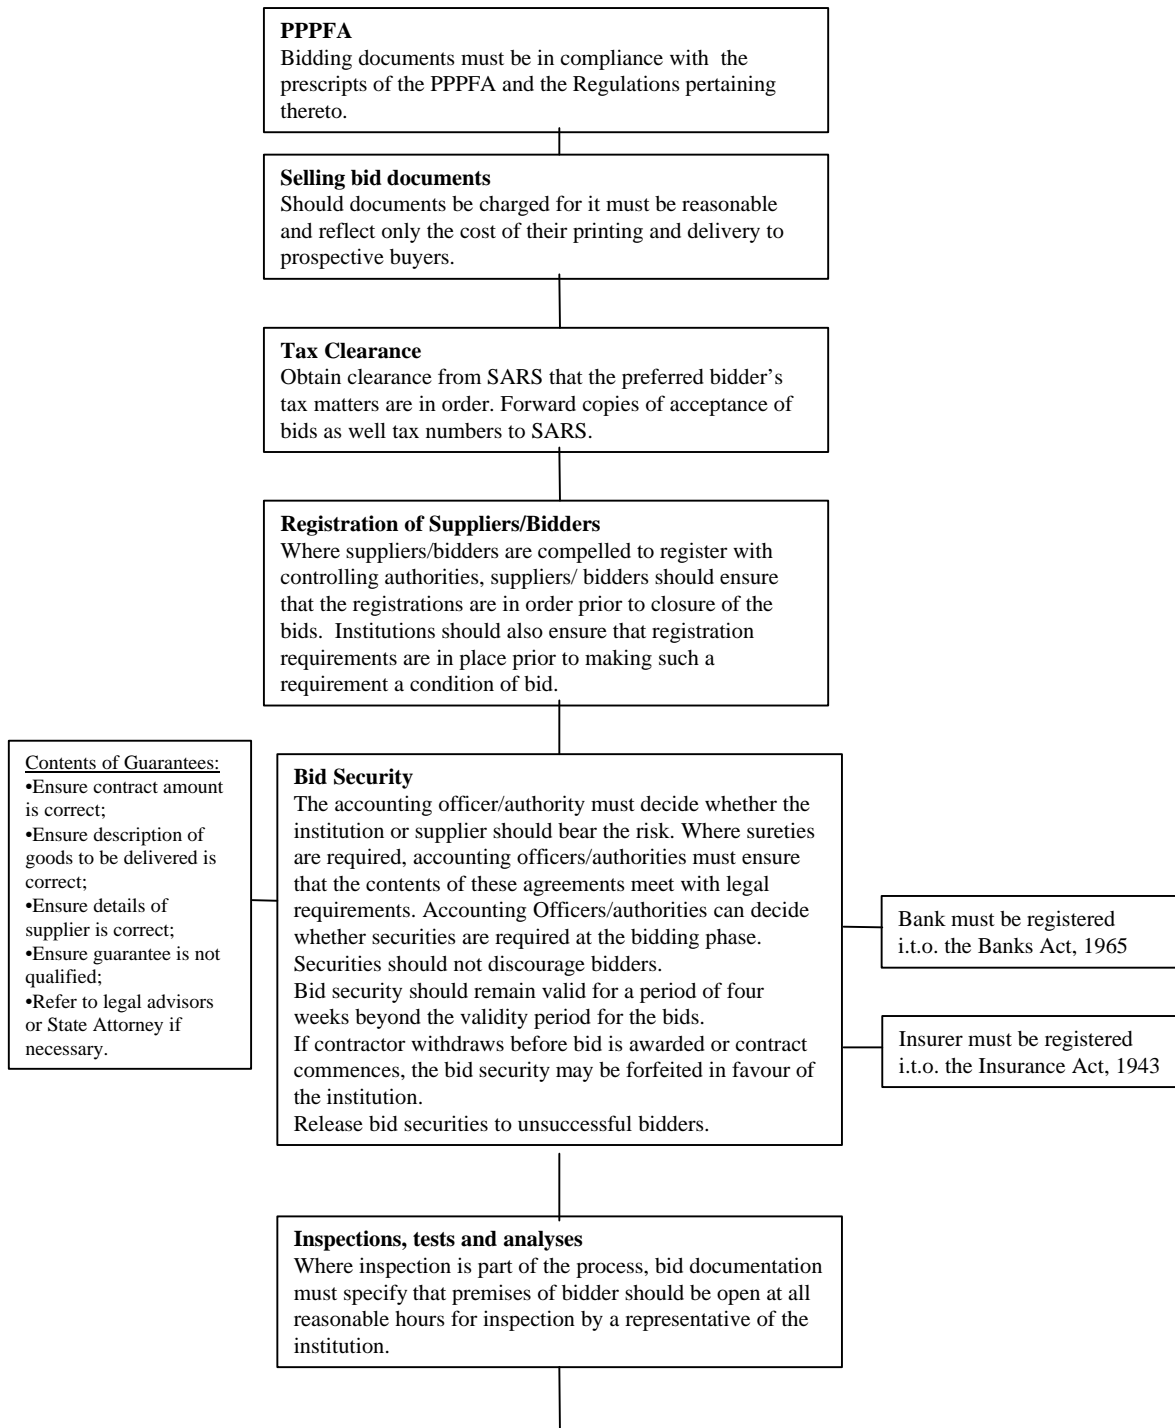 PPPFA
Bidding documents must be in compliance with  the
prescripts of the PPPFA and the Regulations pertaining
thereto.
Selling bid documents
Should documents be charged for it must be reasonable
and reflect only the cost of their printing and delivery to
prospective buyers.
Tax Clearance
Obtain clearance from SARS that the preferred bidder's
tax matters are in order. Forward copies of acceptance of
bids as well tax numbers to SARS.
Registration of Suppliers/Bidders
Where suppliers/bidders are compelled to register with
controlling authorities, suppliers/ bidders should ensure
that the registrations are in order prior to closure of the
bids.  Institutions should also ensure that registration
requirements are in place prior to making such a
requirement a condition of bid.
Contents of Guarantees:
•Ensure contract amount
is correct;
•Ensure description of
goods to be delivered is
correct;
•Ensure details of
supplier is correct;
•Ensure guarantee is not
qualified;
•Refer to legal advisors
or State Attorney if
necessary.
Bid Security
The accounting officer/authority must decide whether the
institution or supplier should bear the risk. Where sureties
are required, accounting officers/authorities must ensure
that the contents of these agreements meet with legal
requirements. Accounting Officers/authorities can decide
whether securities are required at the bidding phase.
Securities should not discourage bidders.
Bid security should remain valid for a period of four
weeks beyond the validity period for the bids.
If contractor withdraws before bid is awarded or contract
commences, the bid security may be forfeited in favour of
the institution.
Release bid securities to unsuccessful bidders.
Bank must be registered
i.t.o. the Banks Act, 1965
Insurer must be registered
i.t.o. the Insurance Act, 1943
Inspections, tests and analyses
Where inspection is part of the process, bid documentation
must specify that premises of bidder should be open at all
reasonable hours for inspection by a representative of the
institution.